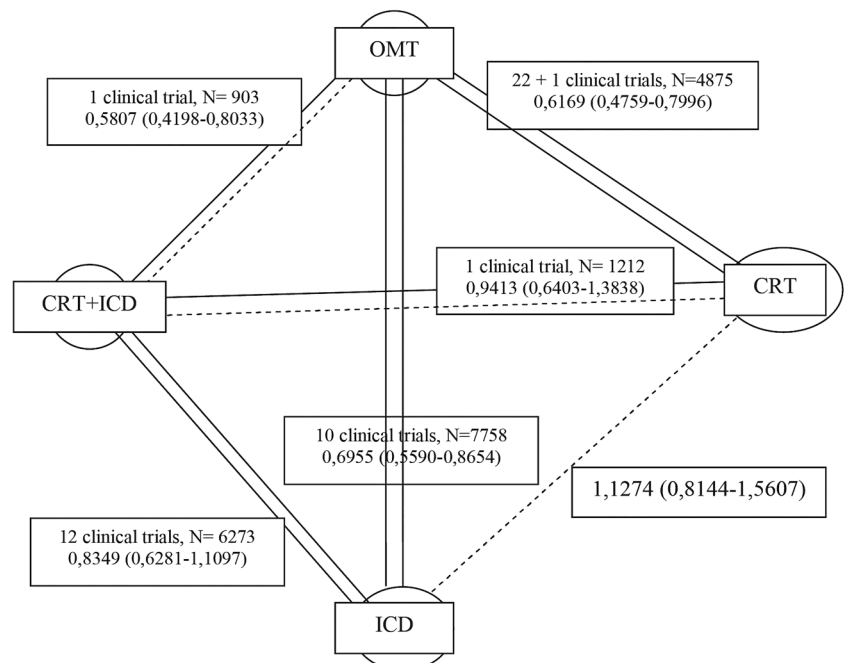 OMT
22 + 1 clinical trials, N=4875
0,6169 (0,4759-0,7996)
1 clinical trial, N= 903
0,5807 (0,4198-0,8033)
1 clinical trial, N= 1212
0,9413 (0,6403-1,3838)
CRT
CRT+ICD
10 clinical trials, N=7758
0,6955 (0,5590-0,8654)
1,1274 (0,8144-1,5607)
12 clinical trials, N= 6273
0,8349 (0,6281-1,1097)
ICD